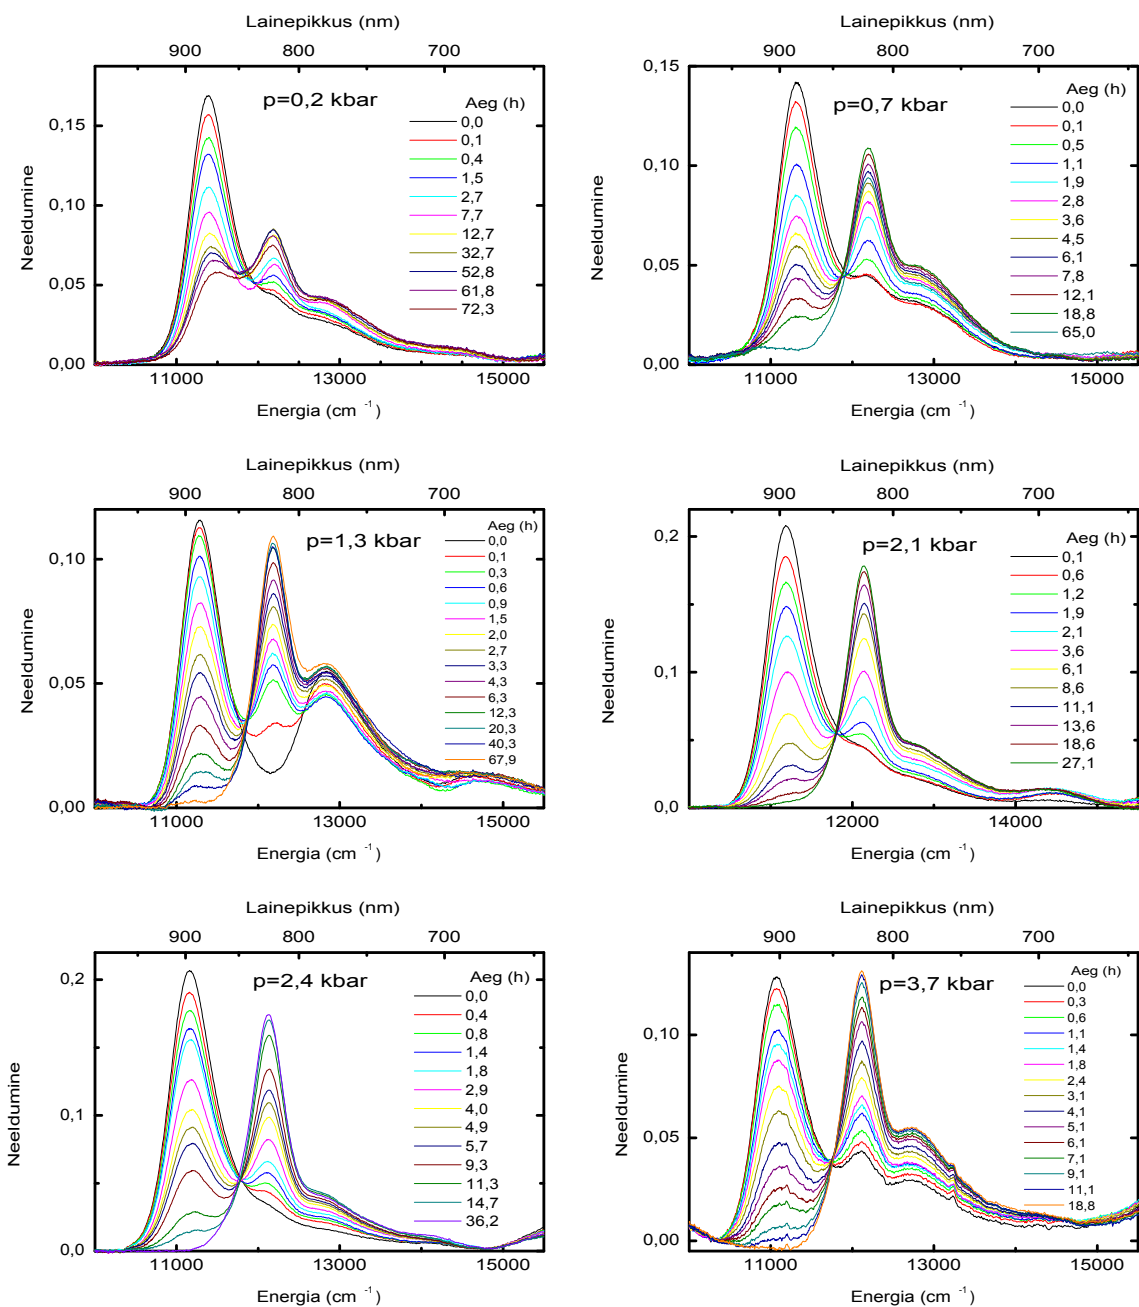 Lainepikkus (nm)
900 800 700
p=0,2 kbar
Aeg (h)
0,0
0,1
0,4
1,5
2,7
7,7
12,7
32,7
52,8
61,8
72,3
Neeldumine
0,15
0,10
0,05
0,00
11000 13000 15000
Energia (cm -1)
Lainepikkus (nm)
900 800 700
p=0,7 kbar
Aeg (h)
0,0
0,1
0,5
1,1
1,9
2,8
3,6
4,5
6,1
7,8
12,1
18,8
65,0
Neeldumine
0,15
0,10
0,05
0,00
11000 13000 15000
Energia (cm -1)
Lainepikkus (nm)
900 800 700
p=1,3 kbar
Aeg (h)
0,0
0,1
0,3
0,6
0,9
1,5
2,0
2,7
3,3
4,3
6,3
12,3
20,3
40,3
67,9
Neeldumine
0,10
0,05
0,00
11000 13000 15000
Energia (cm -1)
Lainepikkus (nm)
900 800 700
p=2,1 kbar
Aeg (h)
0,1
0,6
1,2
1,9
2,1
3,6
6,1
8,6
11,1
13,6
18,6
27,1
Neeldumine
0,2
0,1
0,0
12000 14000
Energia (cm -1)
Lainepikkus (nm)
900 800 700
p=2,4 kbar
Aeg (h)
0,0
0,4
0,8
1,4
1,8
2,9
4,0
4,9
5,7
9,3
11,3
14,7
36,2
Neeldumine
0,2
0,1
0,0
11000 13000 15000
Energia (cm -1)
Lainepikkus (nm)
900 800 700
p=3,7 kbar
Aeg (h)
0,0
0,3
0,6
1,1
1,4
1,8
2,4
3,1
4,1
5,1
6,1
7,1
9,1
11,1
18,8
Neeldumine
0,10
0,05
0,00
11000 13000 15000
Energia (cm -1)